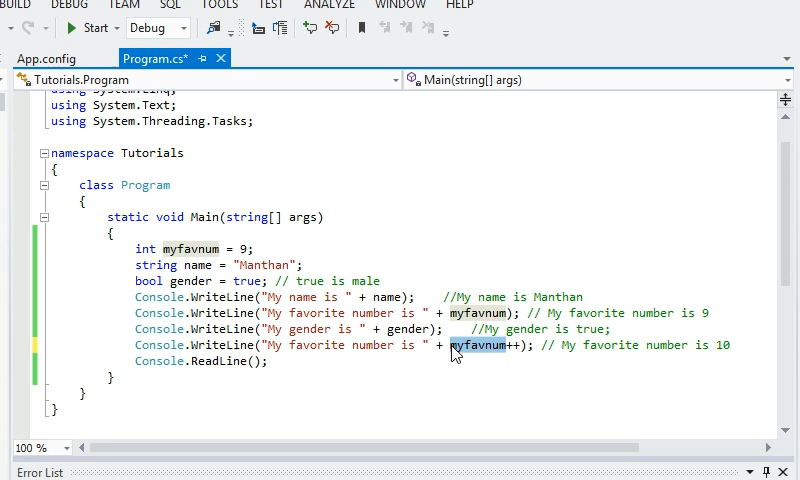 BUILD DEBUG TEAM SQL TOOLS TEST ANALYZE WINDOW HELP
Start Debug
App.config Program.cs*
Tutorials.Program Main(string[] args)
using System.Linq;
using System.Text;
using System.Threading.Tasks;
namespace Tutorials
{
class Program
{
static void Main(string[] args)
{
int myfavnum = 9;
string name = "Manthan";
bool gender = true; // true is male
Console.WriteLine("My name is " + name); //My name is Manthan
Console.WriteLine("My favorite number is " + myfavnum); // My favorite number is 9
Console.WriteLine("My gender is " + gender); //My gender is true;
Console.WriteLine("My favorite number is " + myfavnum++); // My favorite number is 10
Console.ReadLine();
}
}
}
100 %
Error List